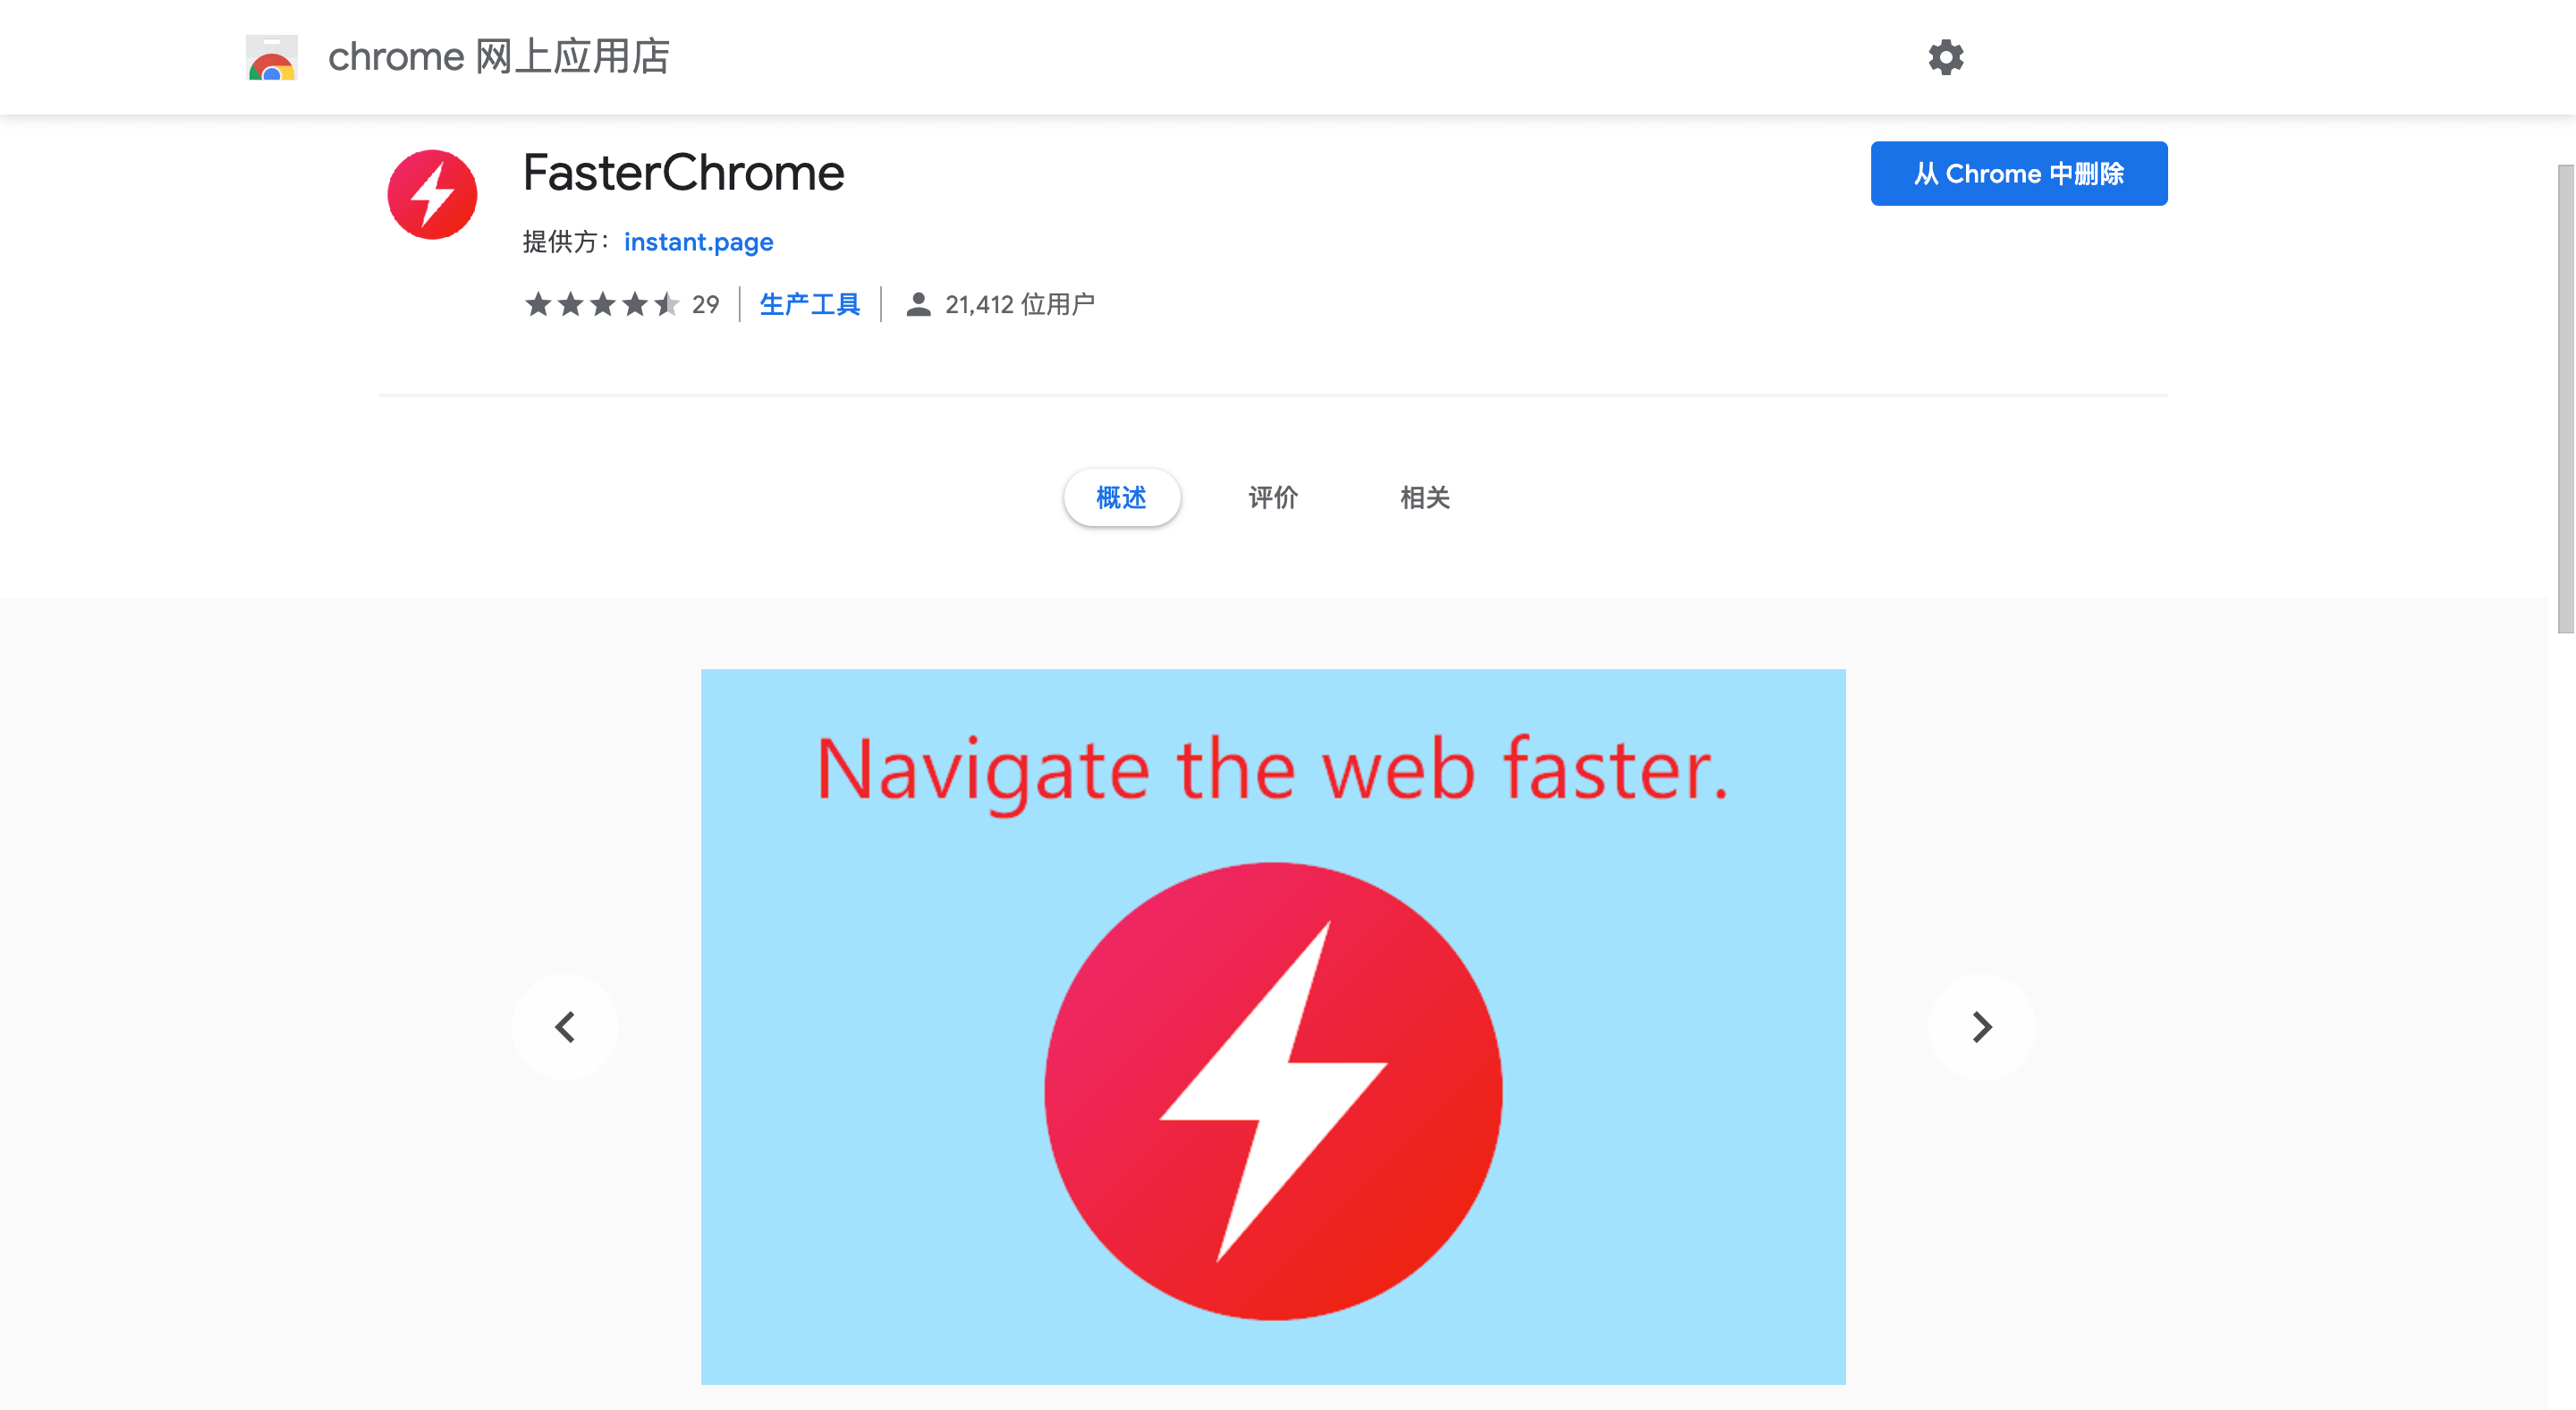 chrome 网上应用店
FasterChrome
从 Chrome 中删除
提供方： instant.page
29 生产工具 21,412 位用户
概述 评价 相关
Navigate the web faster.